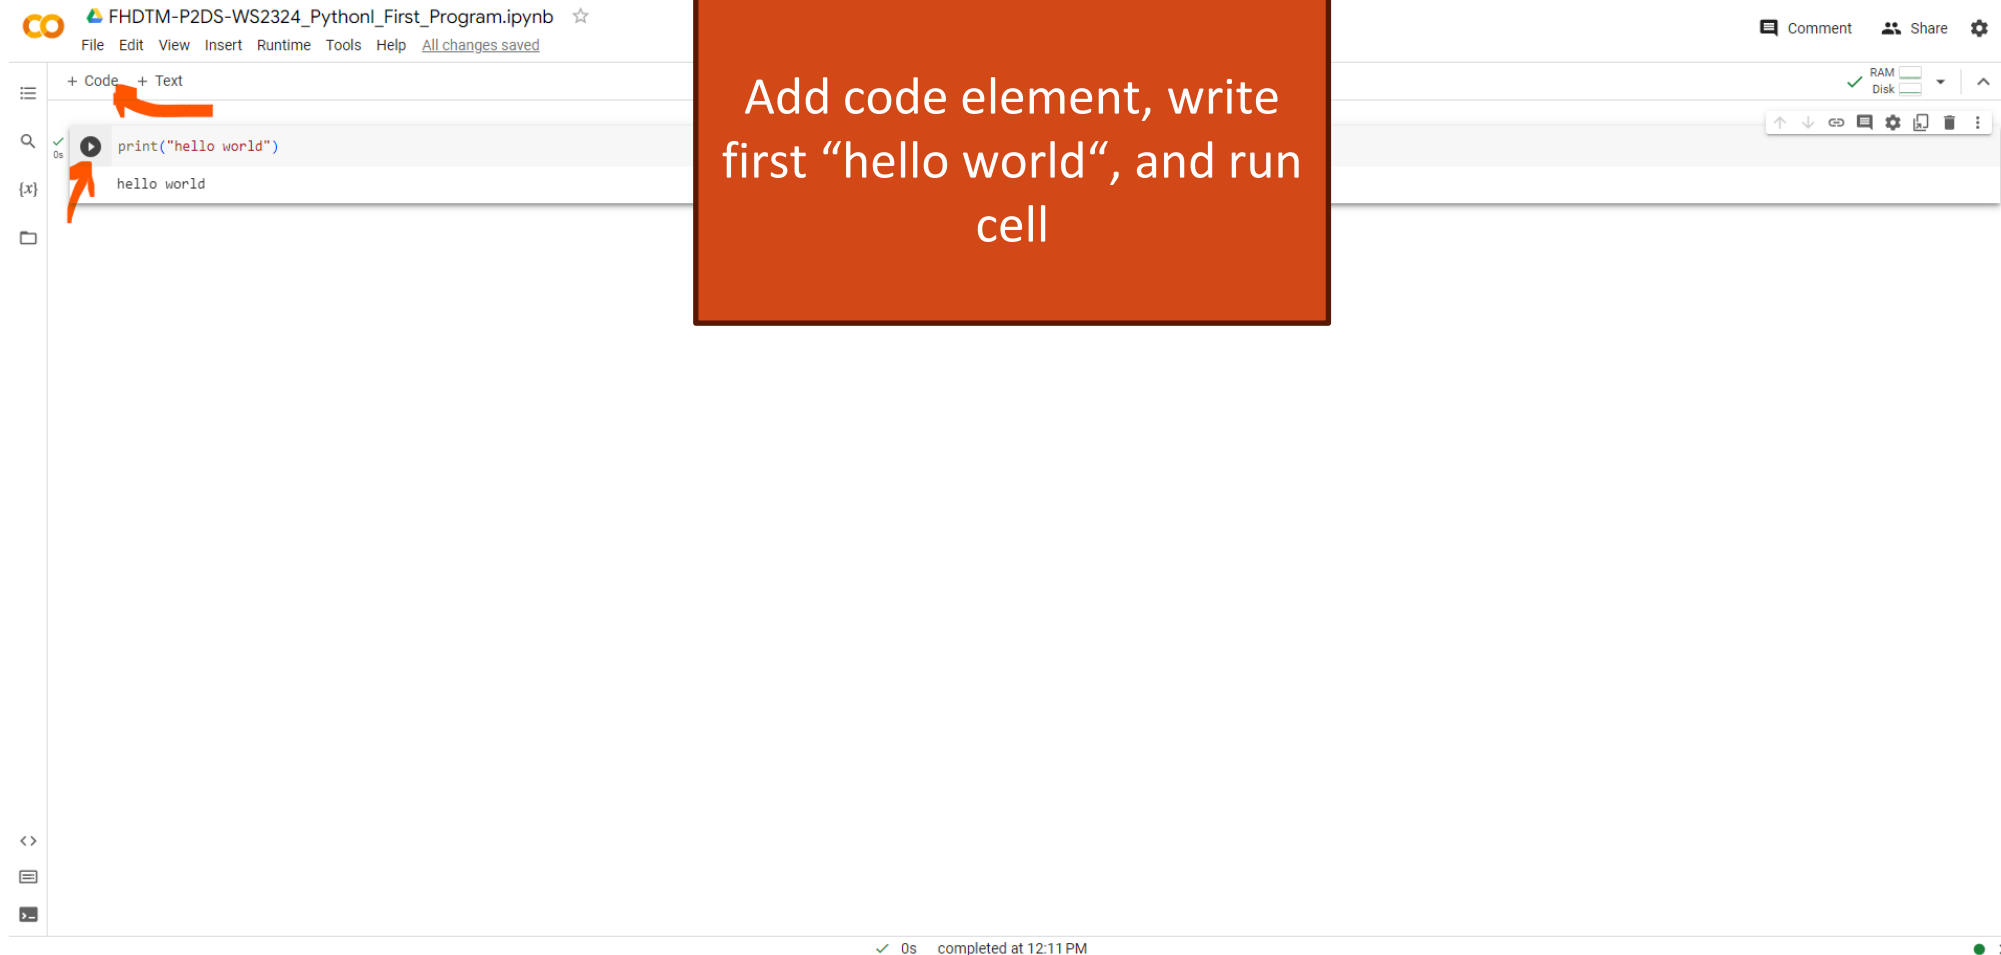 FHDTM-P2DS-WS2324_PythonI_First_Program.ipynb
File Edit View Insert Runtime Tools Help All changes saved
Comment Share
+ Code + Text
RAM
Disk
Add code element, write
first “hello world“, and run
cell
0s
print("hello world")
{x}
hello world
0s completed at 12:11 PM